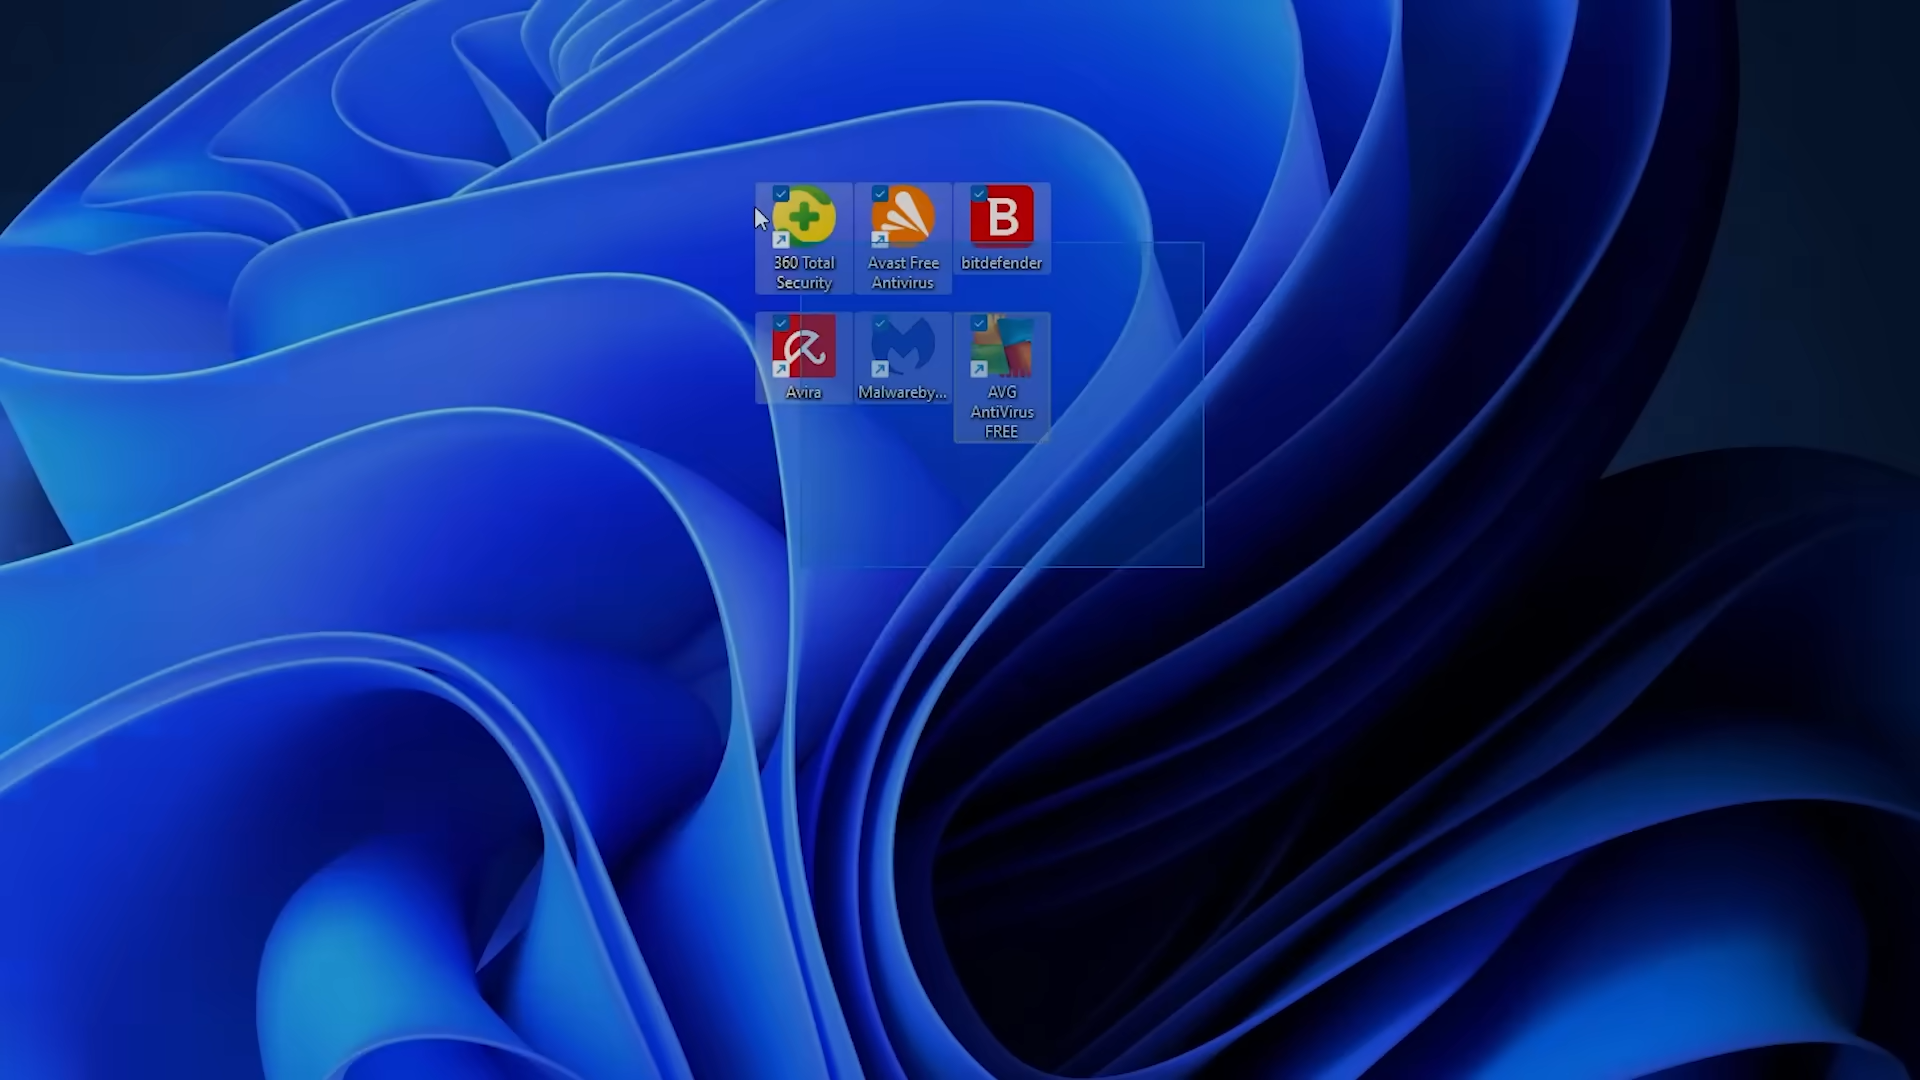 360 Total
Security
Avast Free
Antivirus
B
bitdefender
Avira
Malwareby...
AVG
AntiVirus
FREE